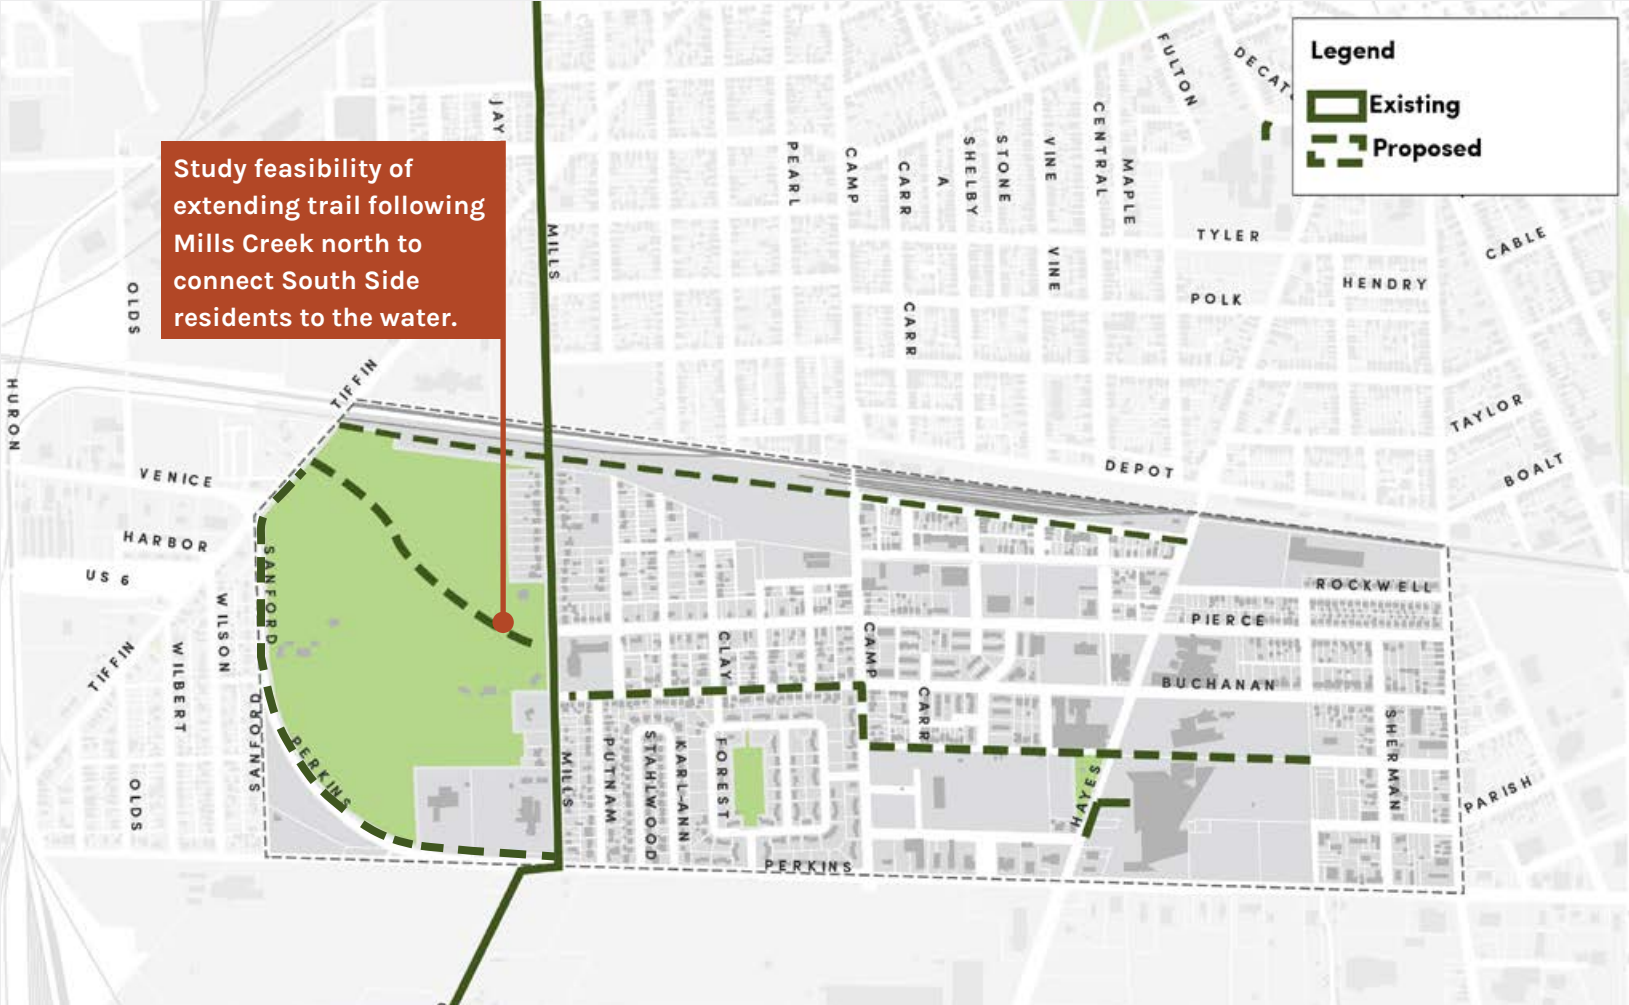 Legend
Existing
Proposed
Study feasibility of
extending trail following
Mills Creek north to
connect South Side
residents to the water.
JAY
MILLS
PEARL
CAMP
CARR
A
SHELBY
STONE
VINE
CENTRAL
MAPLE
FULTON
TYLER
HENDRY
CABLE
POLK
VINE
CARR
OLDS
HURON
TIFFIN
VENICE
HARBOR
US 6
DEPOT
TAYLOR
BOALT
SANFORD
WILSON
WILBERT
TIFFIN
SANFORD
PERKINS
OLDS
ROCKWELL
PIERCE
BUCHANAN
CLAY
CAMP
CARR
MILLS
PUTNAM
STAHLWOOD
KARL-ANN
FOREST
PERKINS
HAYES
SHERMAN
PARISH